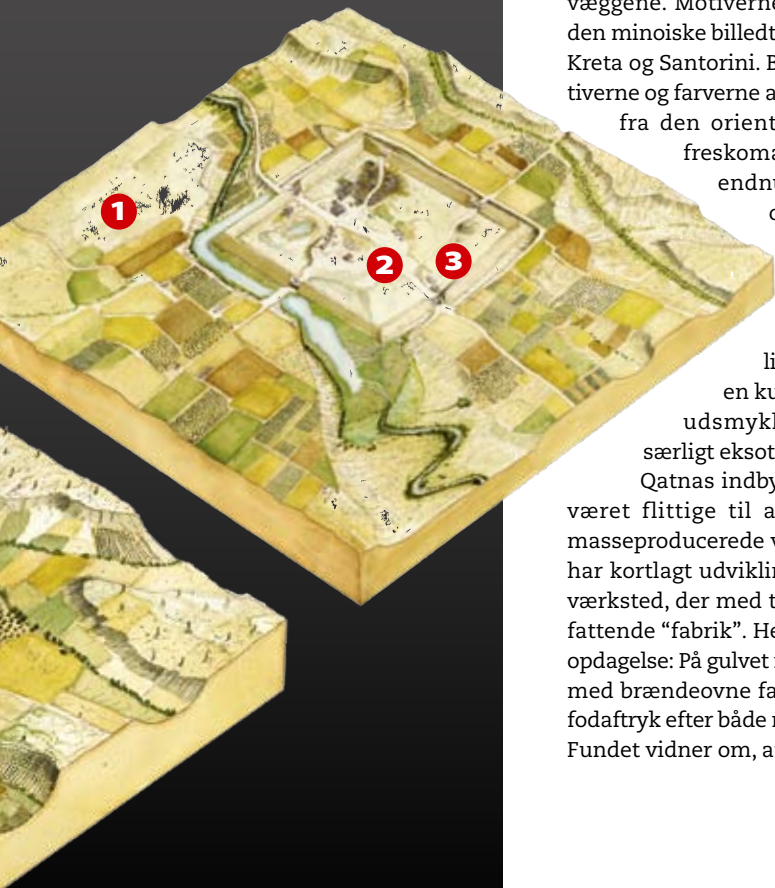 væggene. Motiverne
den minoiske billedt
Kreta og Santorini. B
tiverne og farverne a
fra den orient
freskoma
endnu
li
en ku
udsmykk
særligt eksot
Qatnas indby
været flittige til a
masseproducerede v
har kortlagt udviklin
værksted, der med t
fattende “fabrik”. He
opdagelse: På gulvet i
med brændeovne fa
fodaftryk efter både m
Fundet vidner om, a
1
2
3